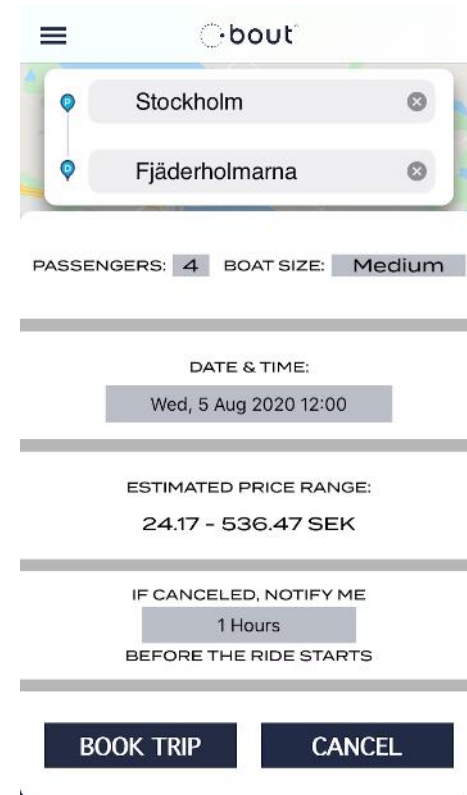 bout
P
Stockholm
D
Fjäderholmarna
PASSENGERS: 4 BOAT SIZE: Medium
DATE & TIME:
Wed, 5 Aug 2020 12:00
ESTIMATED PRICE RANGE:
24.17 - 536.47 SEK
IF CANCELED, NOTIFY ME
1 Hours
BEFORE THE RIDE STARTS
BOOK TRIP CANCEL